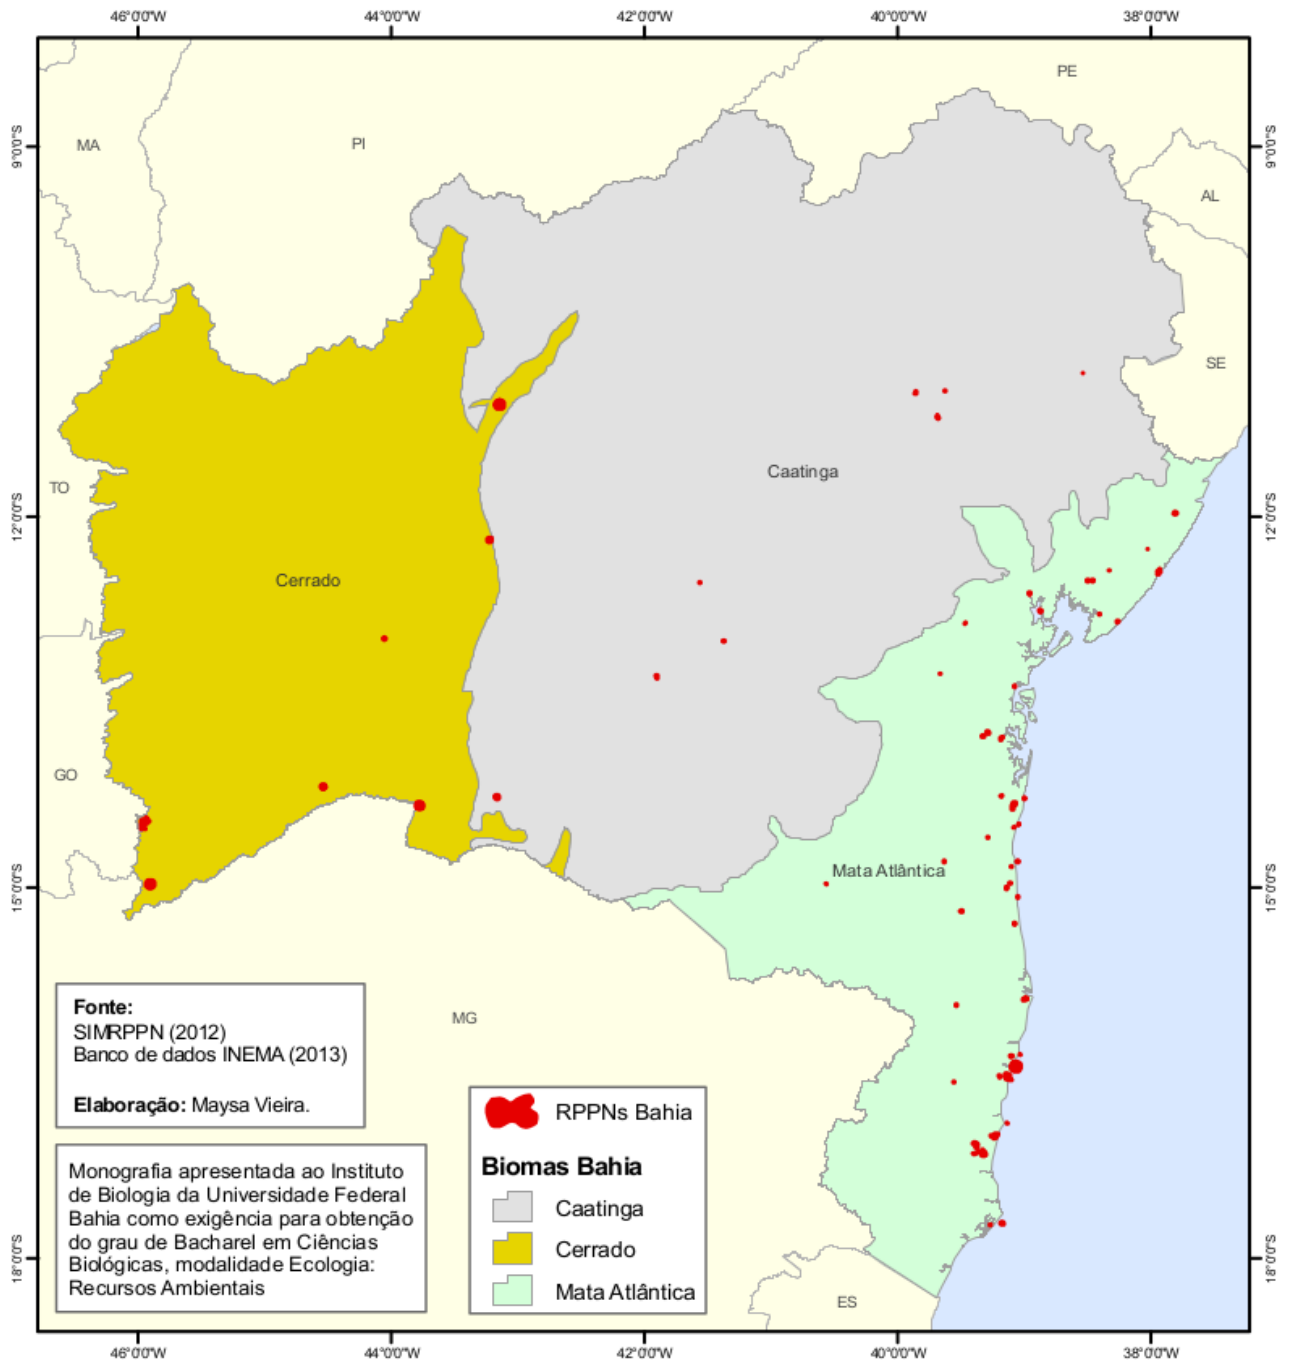 46°0'0"W 44°0'0"W 42°0'0"W 40°0'0"W 38°0'0"W
PE
9°0'0"S
9°0'0"S
MA
PI
AL
SE
Caatinga
TO
12°0'0"S
12°0'0"S
Cerrado
GO
Mata Atlântica
15°0'0"S
15°0'0"S
MG
Fonte:
SIMRPPN (2012)
Banco de dados INEMA (2013)
Elaboração: Maysa Vieira.
Monografia apresentada ao Instituto
de Biologia da Universidade Federal
Bahia como exigência para obtenção
do grau de Bacharel em Ciências
Biológicas, modalidade Ecologia:
Recursos Ambientais
RPPNs Bahia
Biomas Bahia
Caatinga
Cerrado
Mata Atlântica
18°0'0"S
18°0'0"S
ES
46°0'0"W 44°0'0"W 42°0'0"W 40°0'0"W 38°0'0"W